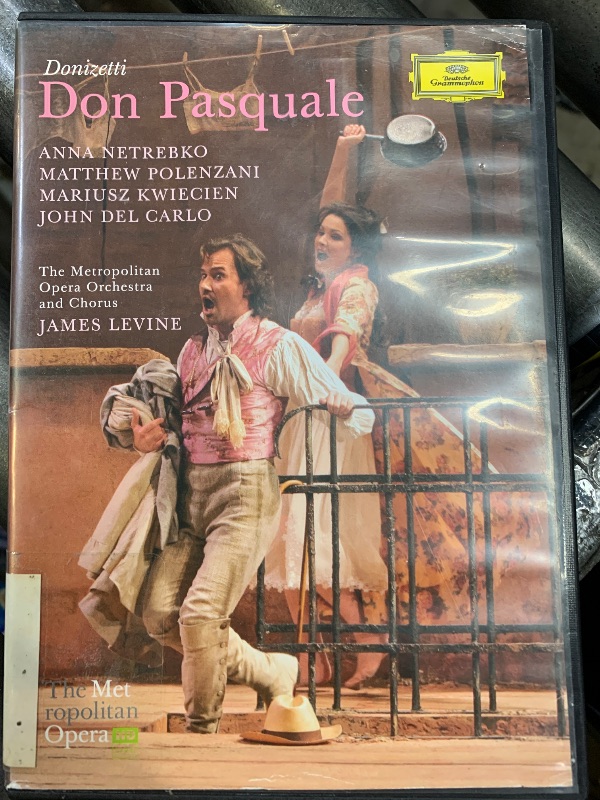 Donizetti
Don Pasquale
Deutsche
Grammophon
ANNA NETREBKO
MATTHEW POLENZANI
MARIUSZ KWIECIEN
JOHN DEL CARLO
The Metropolitan
Opera Orchestra
and Chorus
JAMES LEVINE
The Met
ropolitan
Opera HD